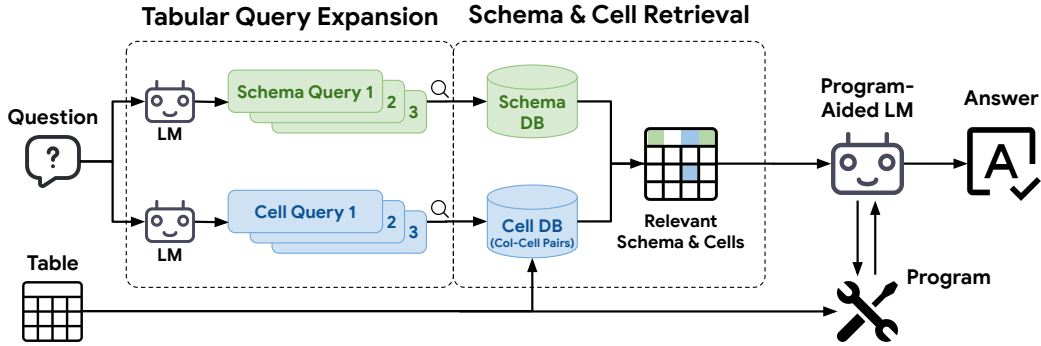 Tabular Query Expansion
Schema & Cell Retrieval
Question
?
LM
Schema Query 1
2
3
Schema
DB
LM
Cell Query 1
2
3
Cell DB
(Col-Cell Pairs)
Relevant
Schema & Cells
Program-
Aided LM
Answer
A
Table
Program